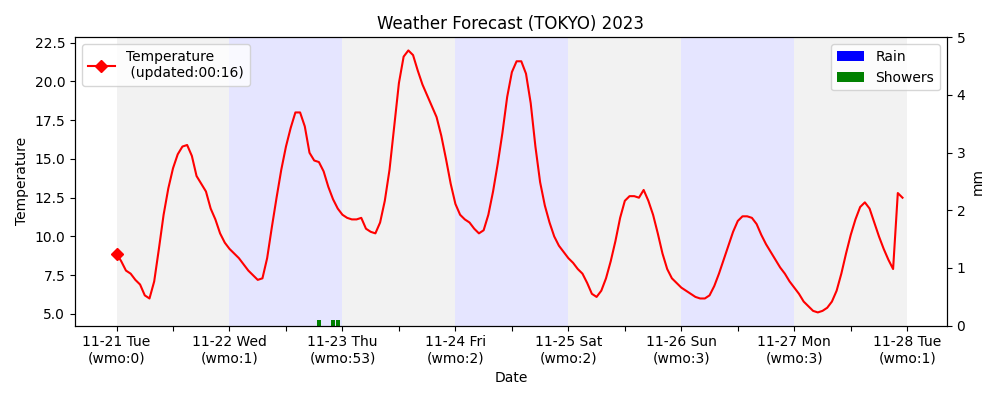 Weather Forecast (TOKYO) 2023
Temperature
(updated:00:16)
Rain
Showers
22.5
20.0
17.5
15.0
12.5
10.0
7.5
5.0
Temperature
5
4
3
2
1
0
mm
11-21 Tue 11-22 Wed 11-23 Thu 11-24 Fri 11-25 Sat 11-26 Sun 11-27 Mon 11-28 Tue
(wmo:0) (wmo:1) (wmo:53) (wmo:2) (wmo:2) (wmo:3) (wmo:3) (wmo:1)
Date